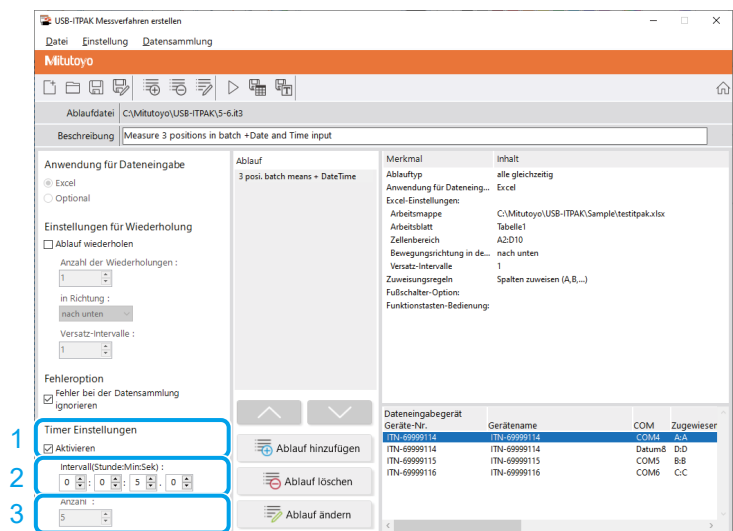 USB-ITPAK Messverfahren erstellen
Datei Einstellung Datensammlung
Mitutoyo
Ablaufdatei C:\Mitutoyo\USB-ITPAK\5-6.it3
Beschreibung Measure 3 positions in batch +Date and Time input
Anwendung für Dateneingabe
Excel
Optional
Einstellungen für Wiederholung
Ablauf wiederholen
Anzahl der Wiederholungen :
1
in Richtung :
nach unten
Versatz-Intervalle :
1
Fehleroption
Fehler bei der Datensammlung
ignorieren
1
Timer Einstellungen
Aktivieren
2
Intervall(Stunde:Min:Sek) :
0 : 0 : 5 . 0
3
Anzahl :
5
Ablauf
3 posi. batch means + DateTime
Ablauf hinzufügen
Ablauf löschen
Ablauf ändern
Merkmal Inhalt
Ablauftyp alle gleichzeitig
Anwendung für Dateneing... Excel
Excel-Einstellungen:
Arbeitsmappe C:\Mitutoyo\USB-ITPAK\Sample\testitpak.xlsx
Arbeitsblatt Tabelle1
Zellenbereich A2:D10
Bewegungsrichtung in de... nach unten
Versatz-Intervalle 1
Zuweisungsregeln Spalten zuweisen (A,B,...)
Fußschalter-Option:
Funktionstasten-Bedienung:
Dateneingabegerät
Geräte-Nr. Gerätename COM Zugewieser
ITN-69999114 ITN-69999114 COM4 A:A
ITN-69999114 ITN-69999114 Datumß D:D
ITN-69999115 ITN-69999115 COM5 B:B
ITN-69999116 ITN-69999116 COM6 C:C